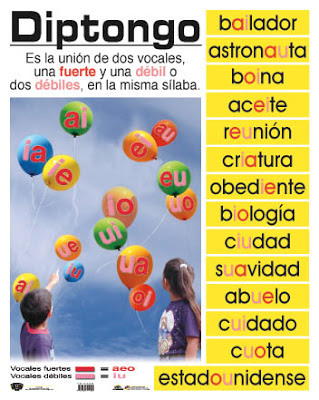 Diptongo
Es la unión de dos vocales,
una fuerte y una débil o
dos débiles, en la misma sílaba.
ai
ia
ie
ei
au
eu
uo
io
ui
ua
ue
iu
oi
Vocales fuertes = aeo
Vocales débiles = iu
bailador
astronauta
boina
aceite
reunión
criatura
obediente
biología
ciudad
suavidad
abuelo
cuidado
cuota
estadounidense